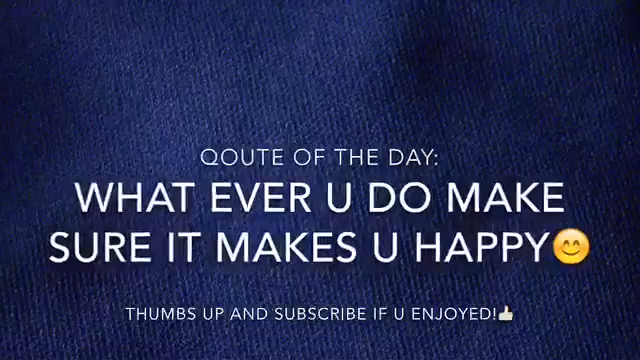 QOUTE OF THE DAY:
WHAT EVER U DO MAKE
SURE IT MAKES U HAPPY😊
THUMBS UP AND SUBSCRIBE IF U ENJOYED!👍🏻